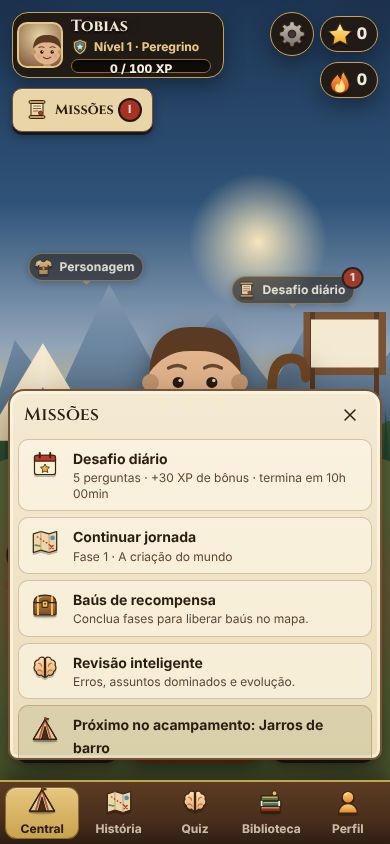 TOBIAS
Nível 1 · Peregrino
0 / 100 XP
0
0
MISSÕES 1
Personagem
Desafio diário 1
MISSÕES
Desafio diário
5 perguntas · +30 XP de bônus · termina em 10h
00min
Continuar jornada
Fase 1 · A criação do mundo
Baús de recompensa
Conclua fases para liberar baús no mapa.
Revisão inteligente
Erros, assuntos dominados e evolução.
Próximo no acampamento: Jarros de
barro
Central
História
Quiz
Biblioteca
Perfil